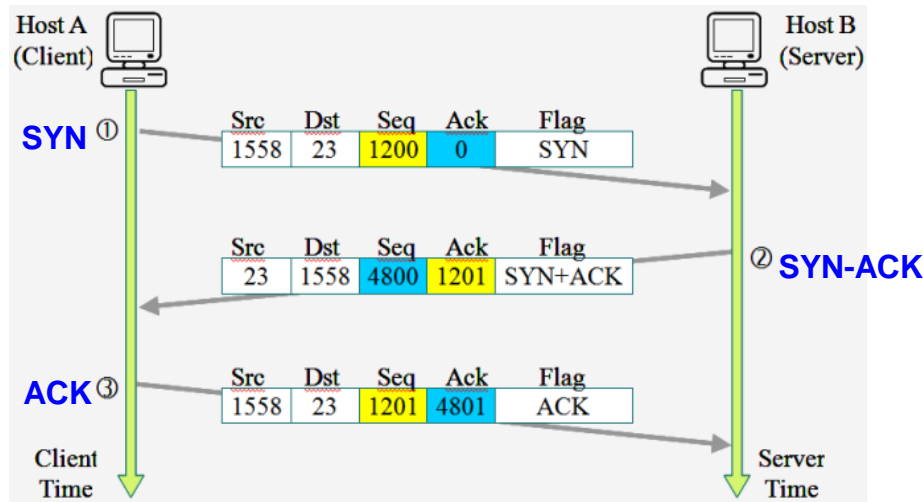 Host A
(Client)
Host B
(Server)
SYN ①
Src Dst Seq Ack Flag
1558 23 1200 0 SYN
Src Dst Seq Ack Flag
23 1558 4800 1201 SYN+ACK
② SYN-ACK
ACK ③
Src Dst Seq Ack Flag
1558 23 1201 4801 ACK
Client
Time
Server
Time